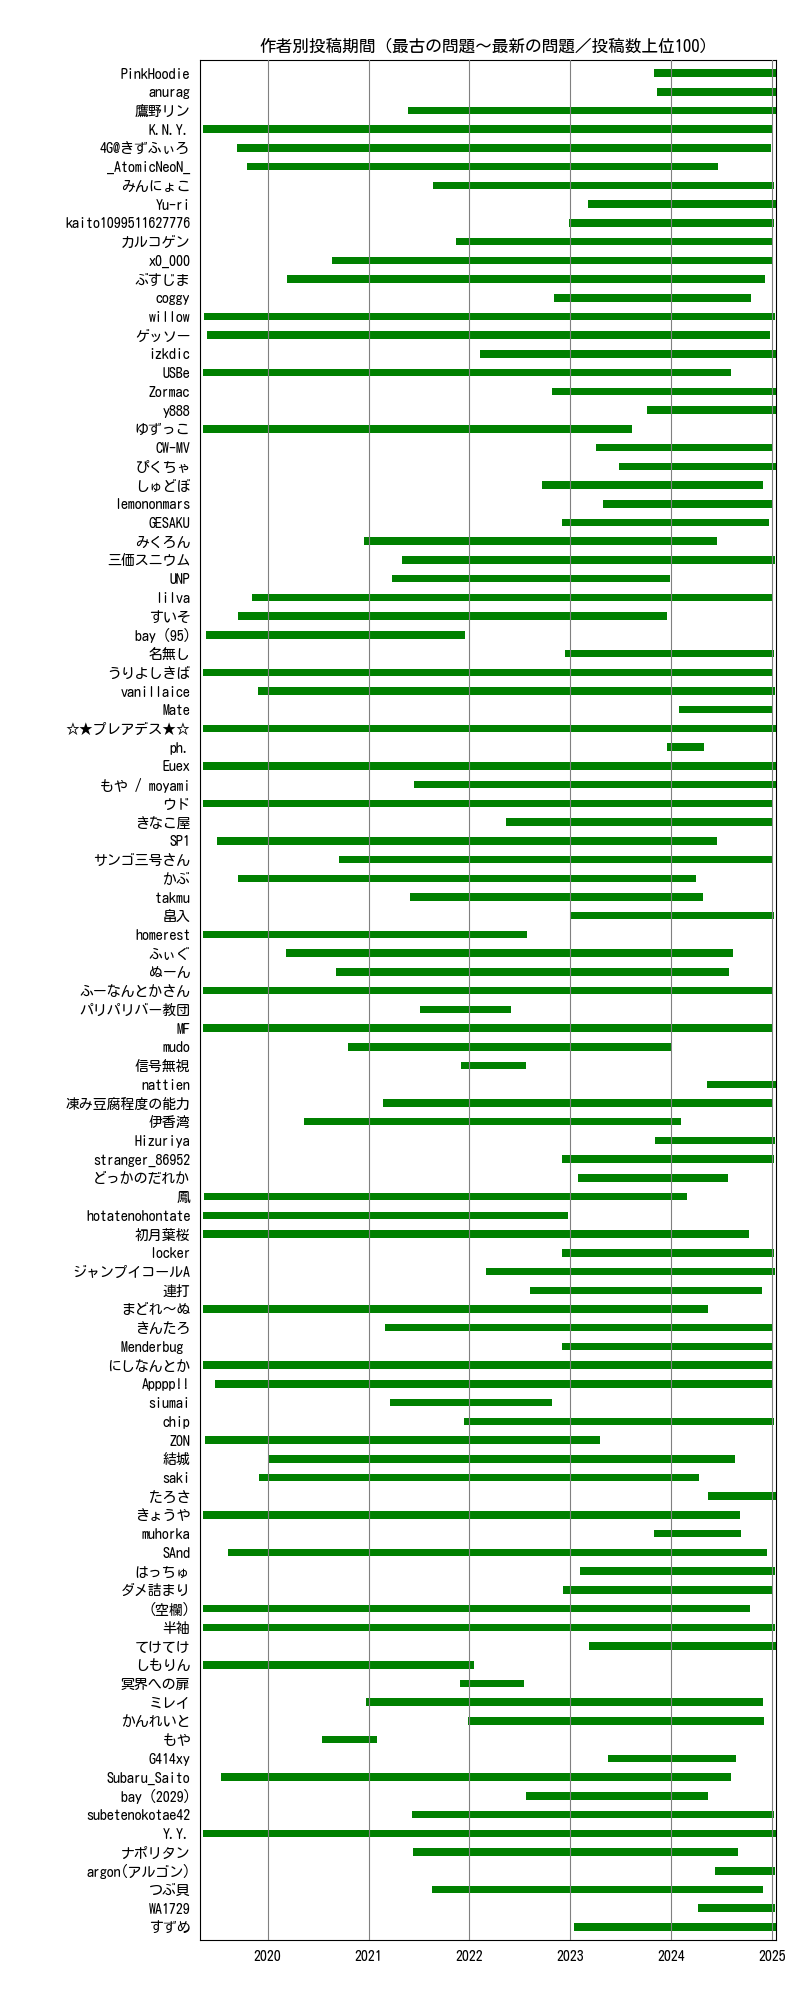 作者別投稿期間（最古の問題～最新の問題／投稿数上位100）
PinkHoodie
anurag
鷹野リン
K.N.Y.
4G@きずふぃろ
_AtomicNeoN_
みんにょこ
Yu-ri
kaito1099511627776
カルコゲン
x0_000
ぶすじま
coggy
willow
ゲッソー
izkdic
USBe
Zormac
y888
ゆずっこ
CW-MV
ぴくちゃ
しゅどぼ
lemononmars
GESAKU
みくろん
三価スニウム
UNP
lilva
すいそ
bay (95)
名無し
うりよしきば
vanillaice
Mate
☆★プレアデス★☆
ph.
Euex
もや / moyami
ウド
きなこ屋
SP1
サンゴ三号さん
かぶ
takmu
畠入
homerest
ふぃぐ
ぬーん
ふーなんとかさん
パリパリバー教団
MF
mudo
信号無視
nattien
凍み豆腐程度の能力
伊香湾
Hizuriya
stranger_86952
どっかのだれか
鳳
hotatenohontate
初月葉桜
locker
ジャンプイコールA
連打
まどれ～ぬ
きんたろ
Menderbug
にしなんとか
Appppll
siumai
chip
ZON
結城
saki
たろさ
きょうや
muhorka
SAnd
はっちゅ
ダメ詰まり
(空欄)
半袖
てけてけ
しもりん
冥界への扉
ミレイ
かんれいと
もや
G414xy
Subaru_Saito
bay (2029)
subetenokotae42
Y.Y.
ナポリタン
argon(アルゴン)
つぶ貝
WA1729
すずめ
2020 2021 2022 2023 2024 2025